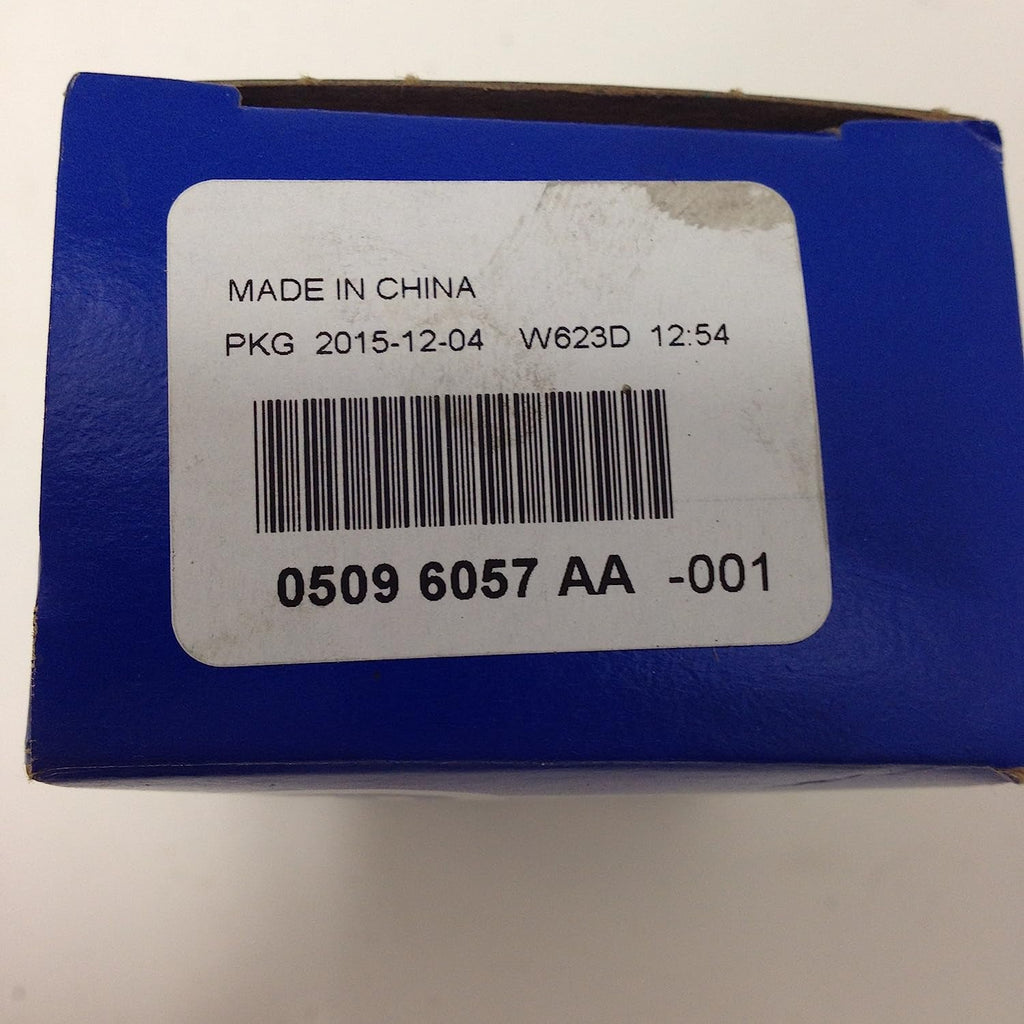 MADE IN CHINA
PKG 2015-12-04 W623D 12:54
0509 6057 AA -001